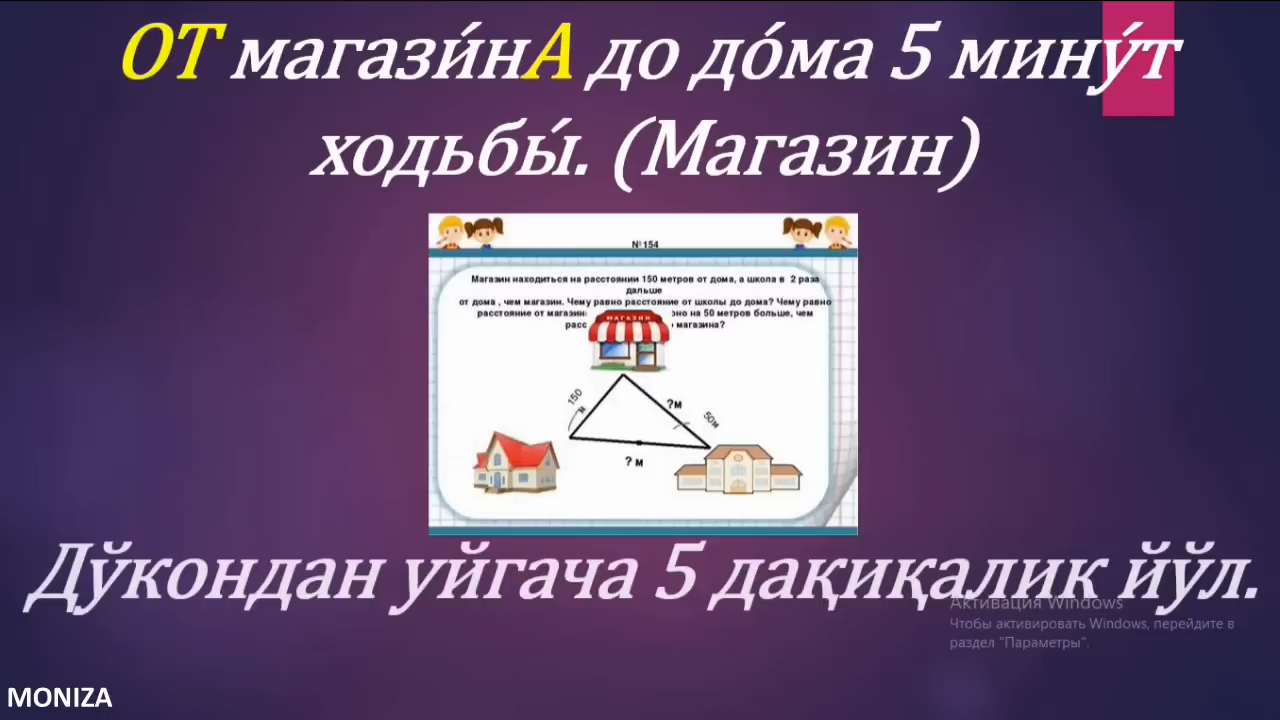 ОТ магази́нА до до́ма 5 мину́т
ходьбы́. (Магазин)
№154
Магазин находиться на расстоянии 150 метров от дома, а школа в 2 раза
дальше
от дома , чем магазин. Чему равно расстояние от школы до дома? Чему равно
расстояние от магазин на 50 метров больше, чем
магазина?
МАГАЗИН
150
м
?м
50м
? м
Дўкондан уйгача 5 дақиқалик йўл.
Активация Windows
Чтобы активировать Windows, перейдите в
раздел "Параметры".
MONIZA